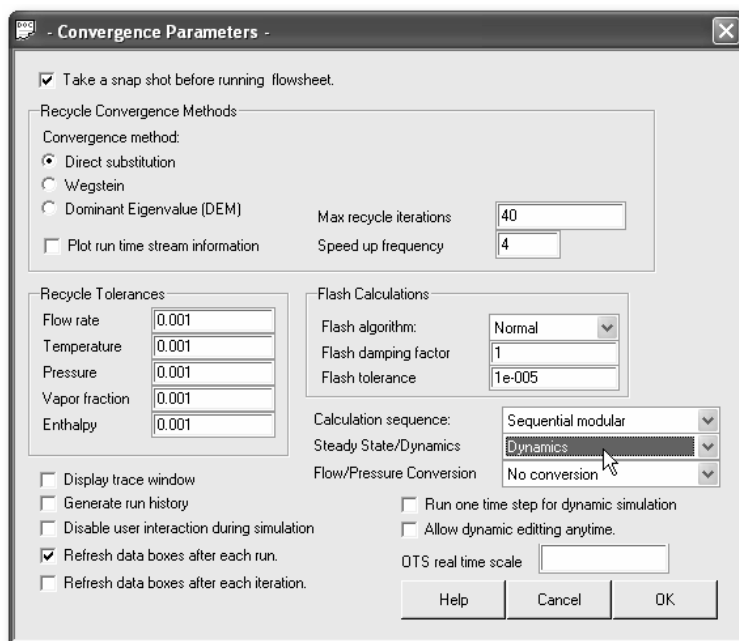 - Convergence Parameters -
Take a snap shot before running flowsheet.
Recycle Convergence Methods
Convergence method:
Direct substitution
Wegstein
Dominant Eigenvalue (DEM)
Max recycle iterations 40
Plot run time stream information
Speed up frequency 4
Recycle Tolerances
Flow rate 0.001
Temperature 0.001
Pressure 0.001
Vapor fraction 0.001
Enthalpy 0.001
Flash Calculations
Flash algorithm: Normal
Flash damping factor 1
Flash tolerance 1e-005
Calculation sequence: Sequential modular
Steady State/Dynamics Dynamics
Flow/Pressure Conversion No conversion
Display trace window
Generate run history
Disable user interaction during simulation
Refresh data boxes after each run.
Refresh data boxes after each iteration.
Run one time step for dynamic simulation
Allow dynamic editting anytime.
OTS real time scale
Help Cancel OK